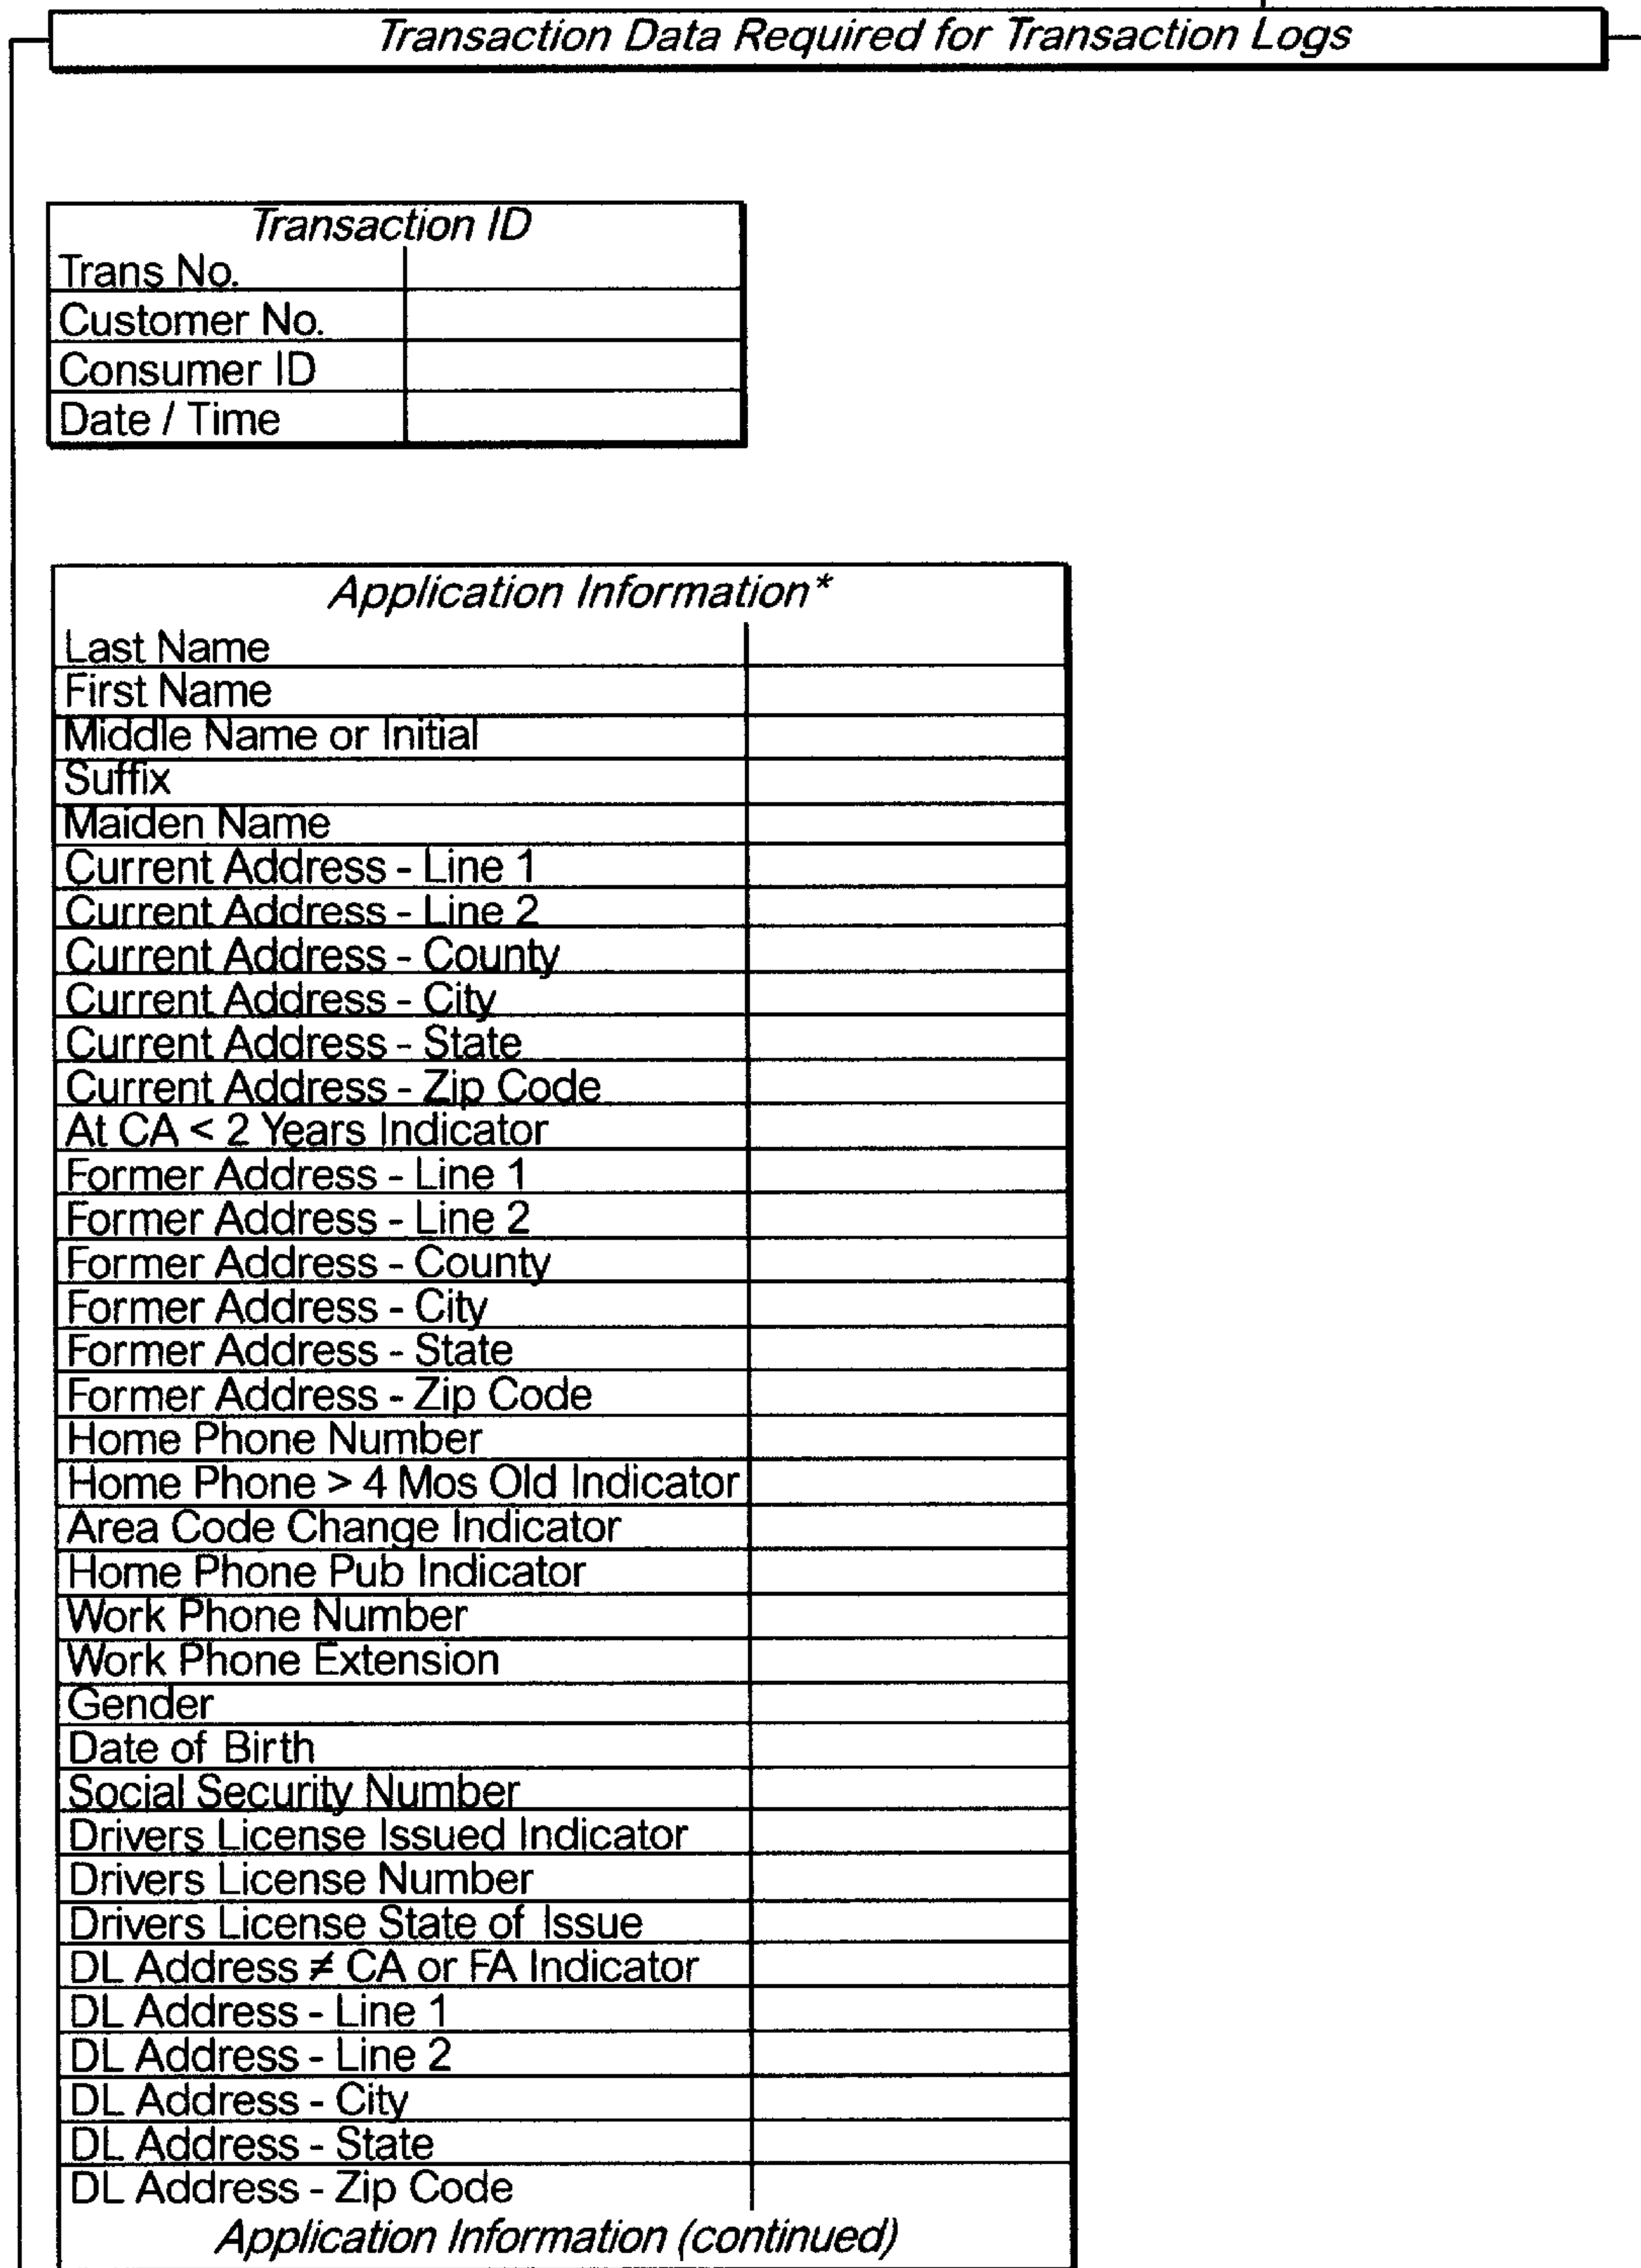 Transaction Data Required for Transaction Logs
Transaction ID
Trans No.
Customer No.
Consumer ID
Date / Time
Application Information*
Last Name
First Name
Middle Name or Initial
Suffix
Maiden Name
Current Address - Line 1
Current Address - Line 2
Current Address - County
Current Address - City
Current Address - State
Current Address - Zip Code
At CA < 2 Years Indicator
Former Address - Line 1
Former Address - Line 2
Former Address - County
Former Address - City
Former Address - State
Former Address - Zip Code
Home Phone Number
Home Phone > 4 Mos Old Indicator
Area Code Change Indicator
Home Phone Pub Indicator
Work Phone Number
Work Phone Extension
Gender
Date of Birth
Social Security Number
Drivers License Issued Indicator
Drivers License Number
Drivers License State of Issue
DL Address ≠ CA or FA Indicator
DL Address - Line 1
DL Address - Line 2
DL Address - City
DL Address - State
DL Address - Zip Code
Application Information (continued)